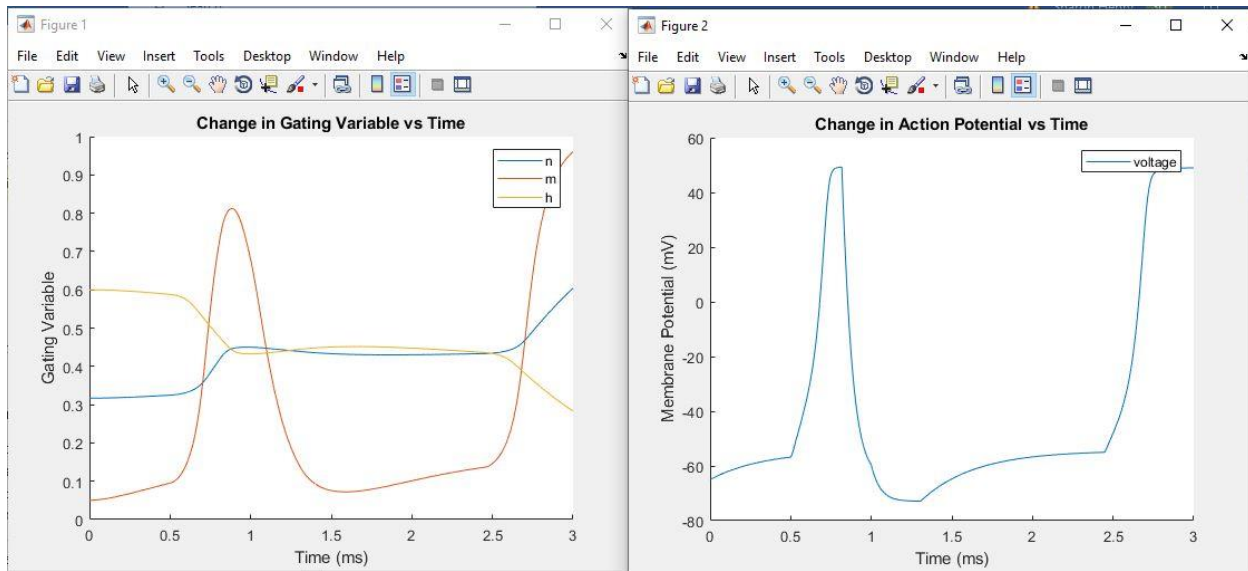 Figure 1
File Edit View Insert Tools Desktop Window Help
Change in Gating Variable vs Time
1
0.9
0.8
0.7
0.6
0.5
0.4
0.3
0.2
0.1
0
Gating Variable
n
m
h
0 0.5 1 1.5 2 2.5 3
Time (ms)
Figure 2
File Edit View Insert Tools Desktop Window Help
Change in Action Potential vs Time
60
40
20
0
-20
-40
-60
-80
Membrane Potential (mV)
voltage
0 0.5 1 1.5 2 2.5 3
Time (ms)